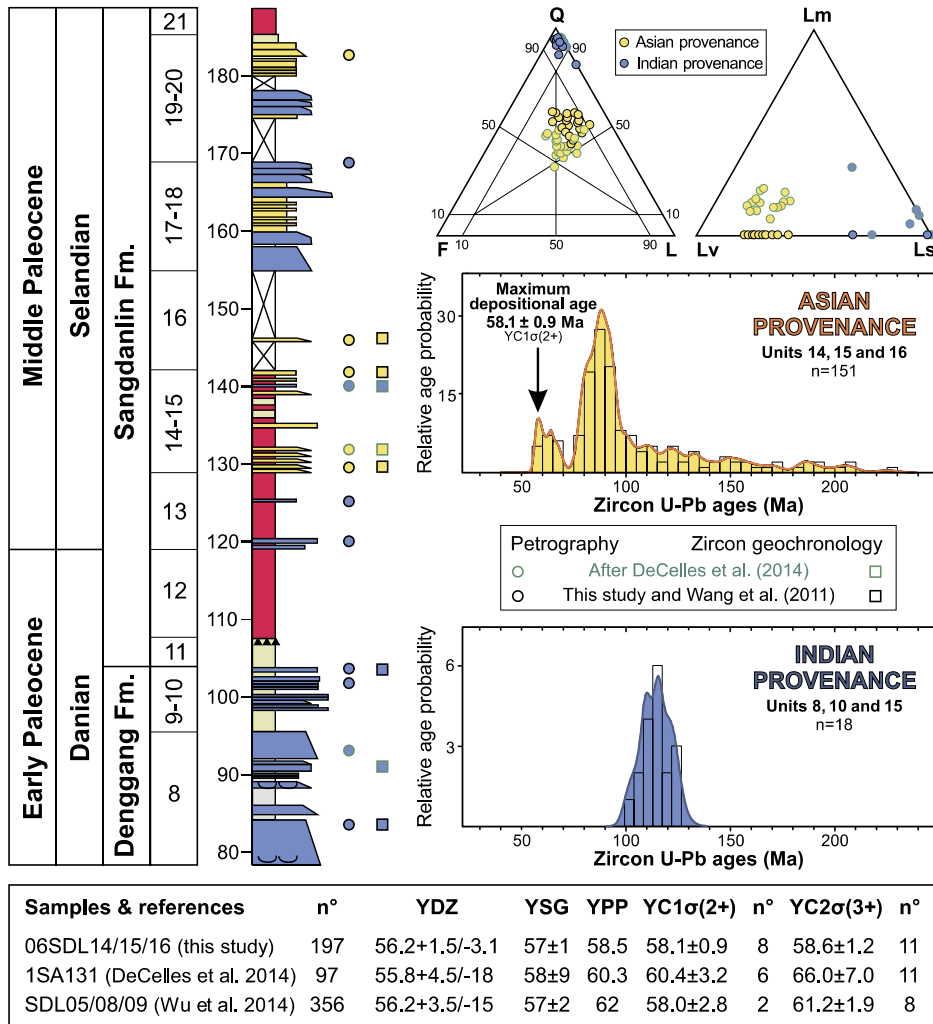 Middle Paleocene
Early Paleocene
Selandian
Danian
Sangdanlin Fm.
Denggang Fm.
21
19-20
17-18
16
14-15
13
12
11
9-10
8
180
170
160
150
140
130
120
110
100
90
80
Q
90
90
50
50
10
10
F
10
50
90
L
Asian provenance
Indian provenance
Lm
Lv
Ls
Relative age probability
30
15
Maximum
depositional age
58.1 ± 0.9 Ma
YC1σ(2+)
ASIAN
PROVENANCE
Units 14, 15 and 16
n=151
50
100
150
200
Zircon U-Pb ages (Ma)
Petrography Zircon geochronology
After DeCelles et al. (2014)
This study and Wang et al. (2011)
Relative age probability
6
3
INDIAN
PROVENANCE
Units 8, 10 and 15
n=18
50
100
150
200
Zircon U-Pb ages (Ma)
Samples & references n° YDZ YSG YPP YC1σ(2+) n° YC2σ(3+) n°
06SDL14/15/16 (this study) 197 56.2+1.5/-3.1 57±1 58.5 58.1±0.9 8 58.6±1.2 11
1SA131 (DeCelles et al. 2014) 97 55.8+4.5/-18 58±9 60.3 60.4±3.2 6 66.0±7.0 11
SDL05/08/09 (Wu et al. 2014) 356 56.2+3.5/-15 57±2 62 58.0±2.8 2 61.2±1.9 8